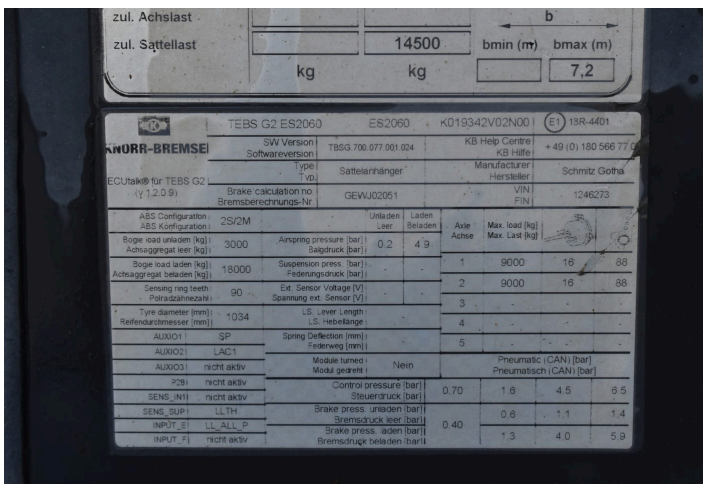 zul. Achslast
b
zul. Sattellast 14500 bmin (m) bmax (m)
kg kg 7,2
KNORR-BREMSE
TEBS G2 ES2060 ES2060 K019342V02N00 E1 13R-4401
SW Version
Softwareversion TBSG.700.077.001.024
KB Help Centre
KB Hilfe +49 (0) 180 566 77 0
ECUtalk® für TEBS G2
(v 1.2.0.9)
Type
Typ. Sattelanhänger
Manufacturer
Hersteller Schmitz Gotha
Brake calculation no
Bremsberechnungs-Nr GEWJ02051
VIN
FIN 1246273
ABS Configuration
ABS Konfiguration 2S/2M
Unladen Laden
Leer Beladen
Axle Max. load [kg]
Achse Max. Last [kg]
Bogie load unladen [kg]
Achsaggregat leer [kg] 3000
Airspring pressure [bar]
Balgdruck [bar] 0.2 4.9
1 9000 16 88
Bogie load laden [kg]
Achsaggregat beladen [kg] 18000
Suspension press. [bar]
Federungsdruck [bar] - -
2 9000 16 88
Sensing ring teeth
Polradzähnezahl 90
Ext. Sensor Voltage [V]
Spannung ext. Sensor [V] - -
3 - - -
Tyre diameter [mm]
Reifendurchmesser [mm] 1034
LS. Lever Length
LS. Hebellänge -
4 - - -
AUXIO1 SP
Spring Deflection [mm]
Federweg [mm] - -
5 - - -
AUXIO2 LAC1
AUXIO3 nicht aktiv
Module turned
Modul gedreht Nein
Pneumatic (CAN) [bar]
Pneumatisch (CAN) [bar]
P28 nicht aktiv
Control pressure [bar]
Steuerdruck [bar] 0.70 1.6 4.5 6.5
SENS_IN1 nicht aktiv
SENS_SUP LLTH
Brake press. unladen [bar]
Bremsdruck leer [bar] 0.40 0.6 1.1 1.4
INPUT_E LL_ALL_P
INPUT_F nicht aktiv
Brake press. laden [bar]
Bremsdruck beladen [bar] 1.3 4.0 5.9